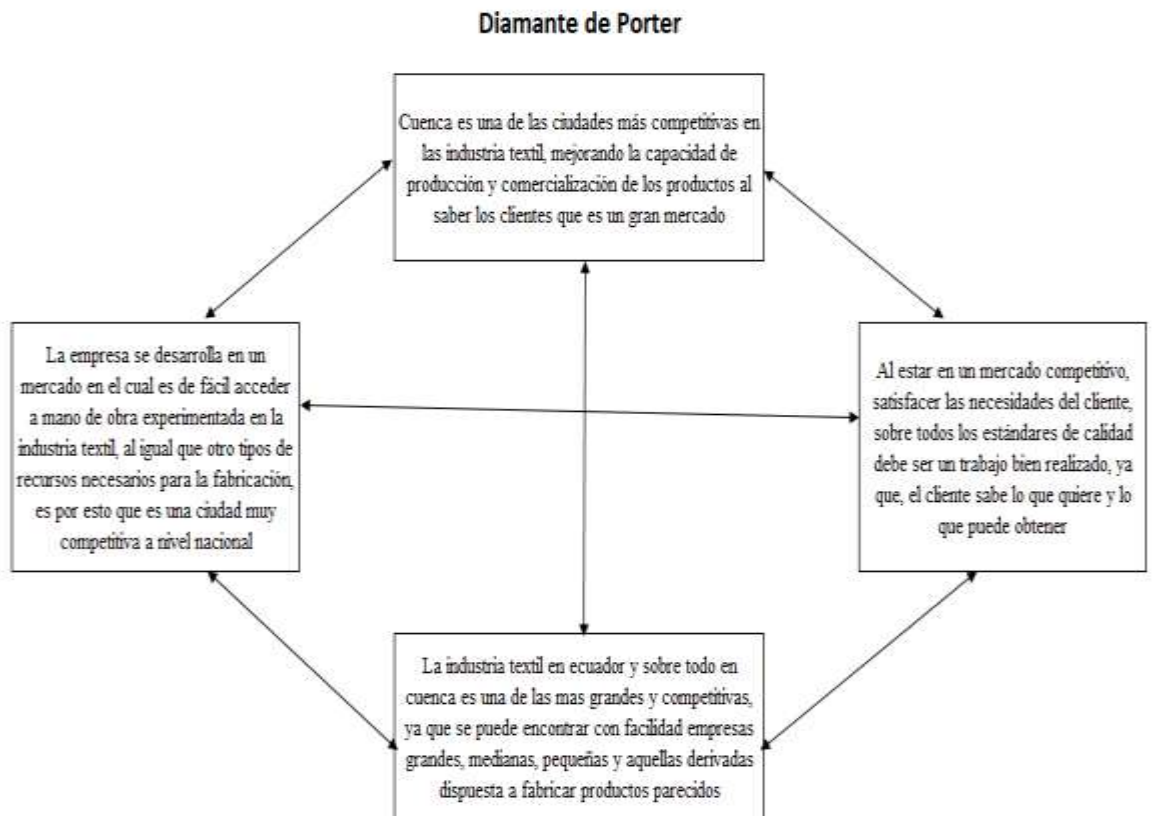 Diamante de Porter
Cuenca es una de las ciudades más competitivas en
las industria textil, mejorando la capacidad de
producción y comercialización de los productos al
saber los clientes que es un gran mercado
La empresa se desarrolla en un
mercado en el cual es de fácil acceder
a mano de obra experimentada en la
industria textil, al igual que otro tipos de
recursos necesarios para la fabricación,
es por esto que es una ciudad muy
competitiva a nivel nacional
Al estar en un mercado competitivo,
satisfacer las necesidades del cliente,
sobre todos los estándares de calidad
debe ser un trabajo bien realizado, ya
que, el cliente sabe lo que quiere y lo
que puede obtener
La industria textil en ecuador y sobre todo en
cuenca es una de las mas grandes y competitivas,
ya que se puede encontrar con facilidad empresas
grandes, medianas, pequeñas y aquellas derivadas
dispuesta a fabricar productos parecidos